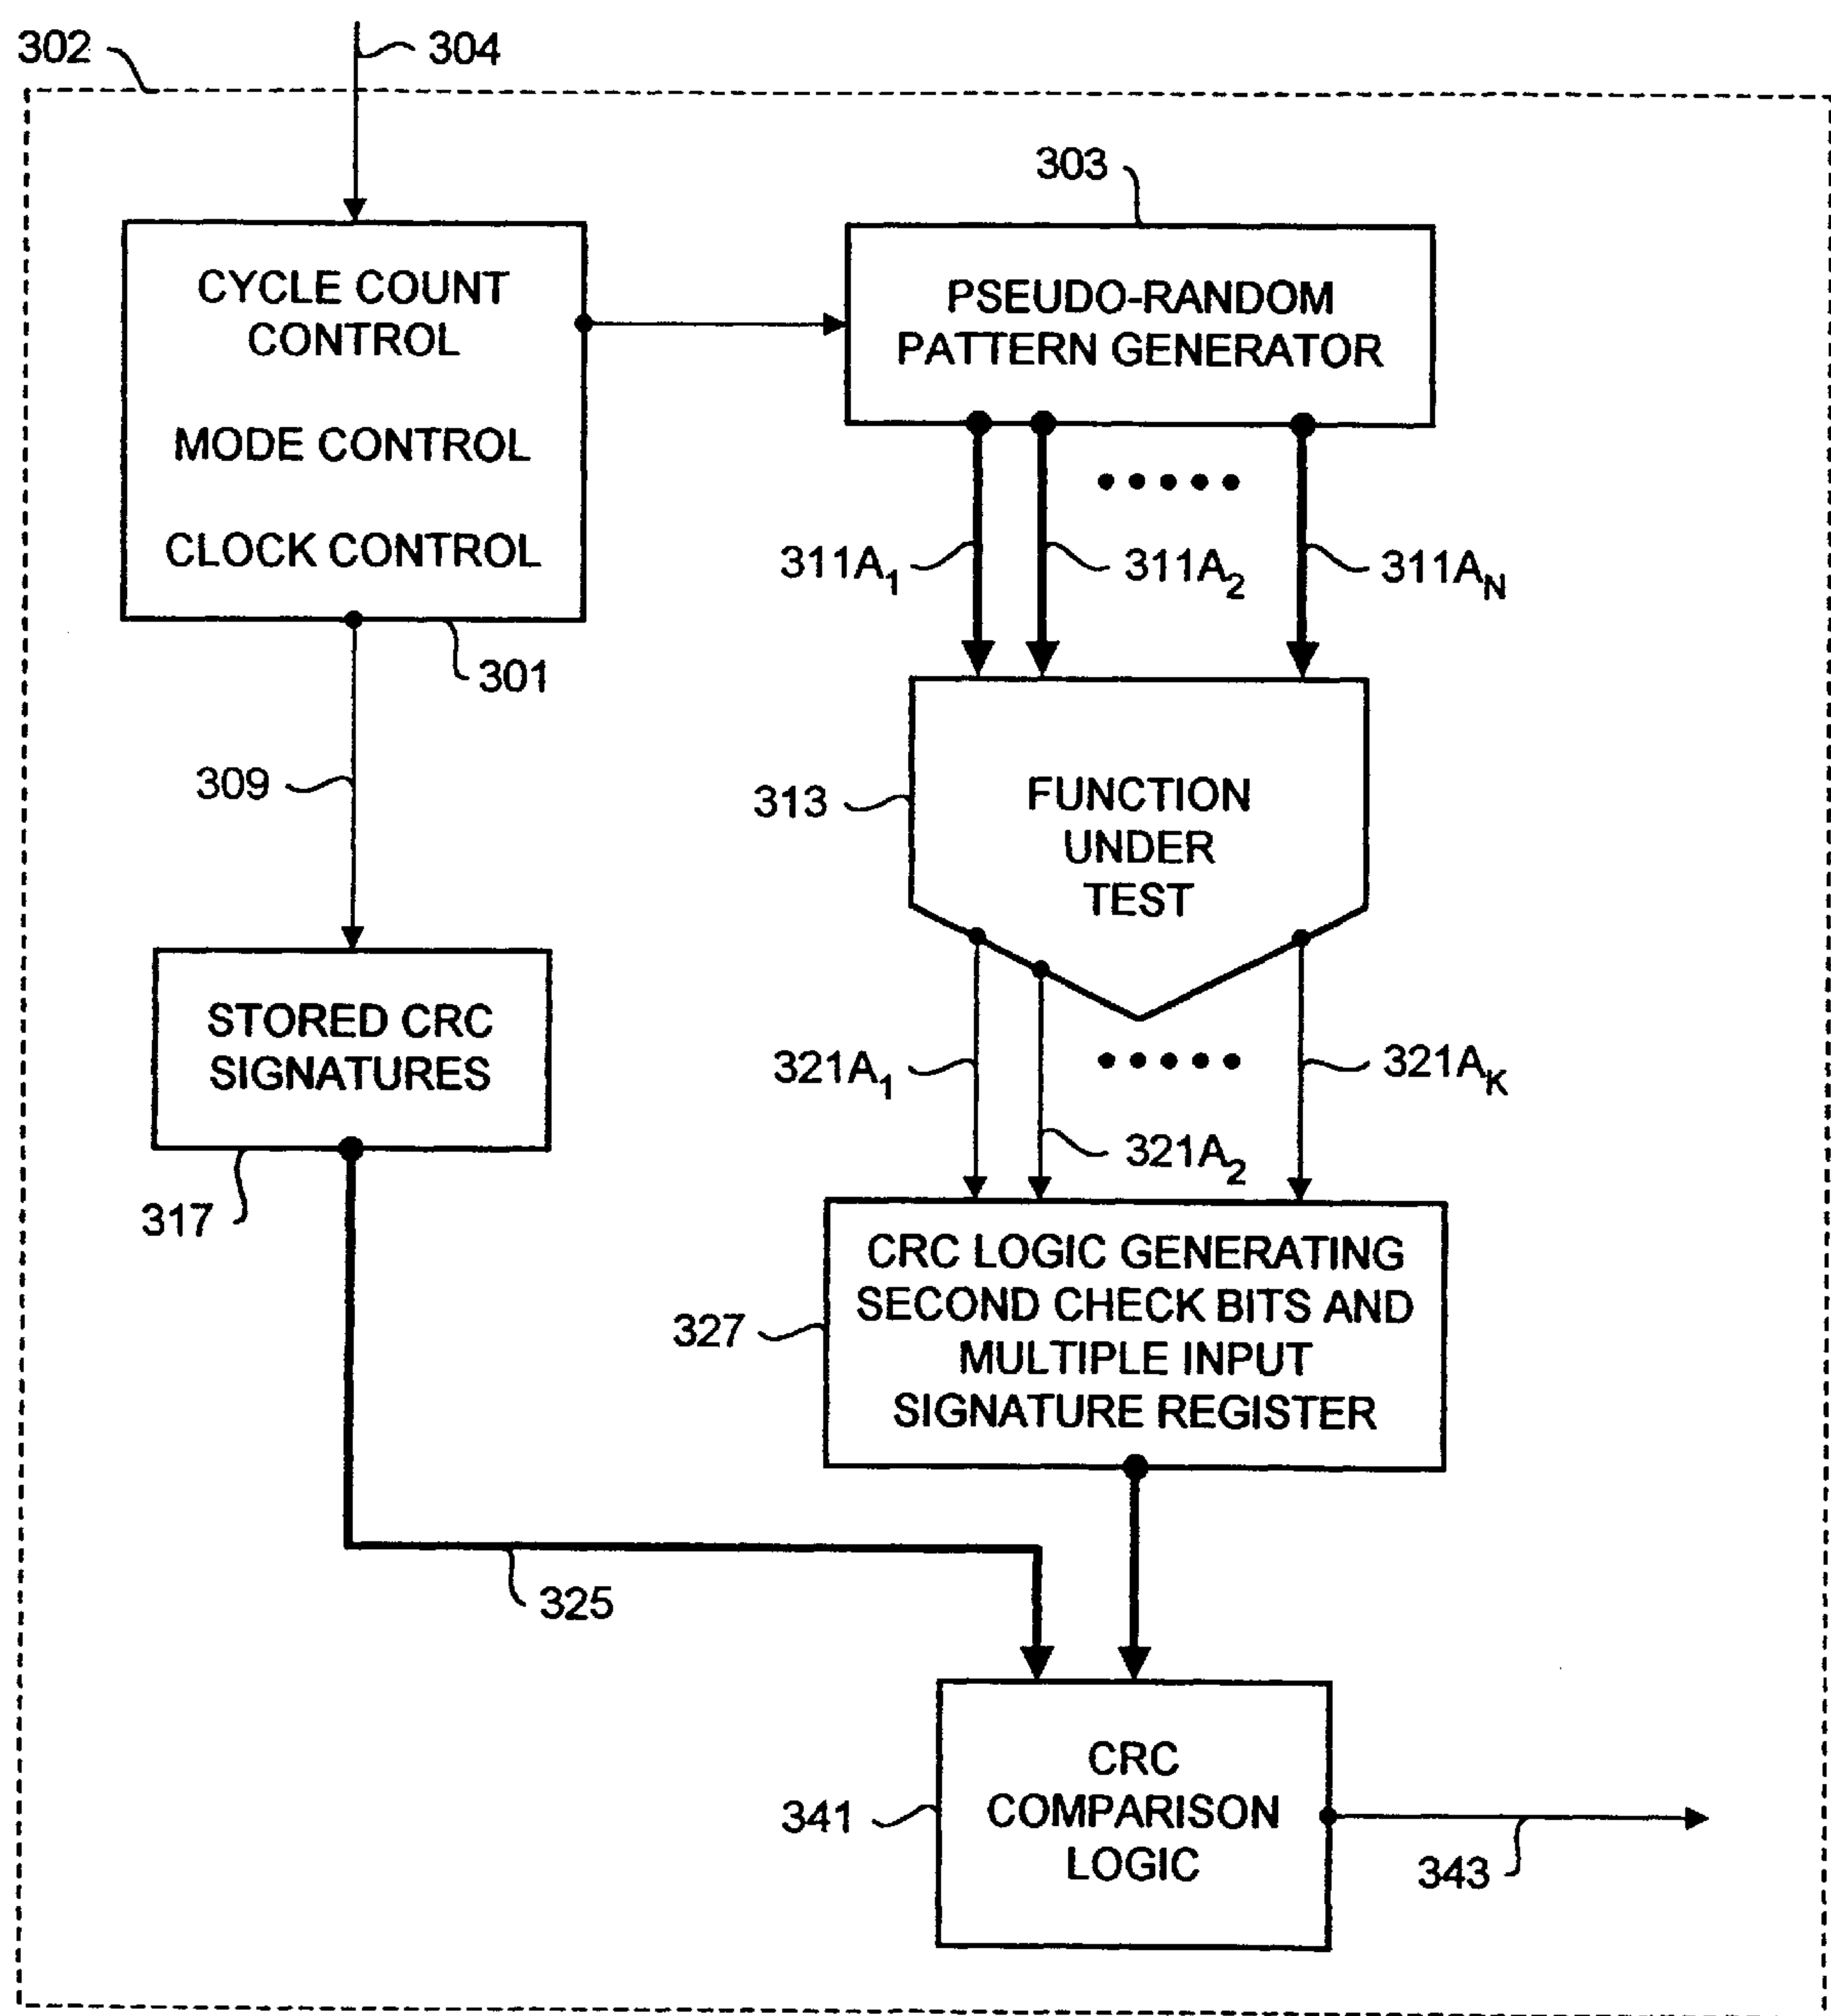 302
304
303
CYCLE COUNT
CONTROL
MODE CONTROL
CLOCK CONTROL
PSEUDO-RANDOM
PATTERN GENERATOR
311A1
311A2
311AN
301
309
313
FUNCTION
UNDER
TEST
STORED CRC
SIGNATURES
321A1
321AK
321A2
317
CRC LOGIC GENERATING
SECOND CHECK BITS AND
MULTIPLE INPUT
SIGNATURE REGISTER
327
325
CRC
COMPARISON
LOGIC
341
343